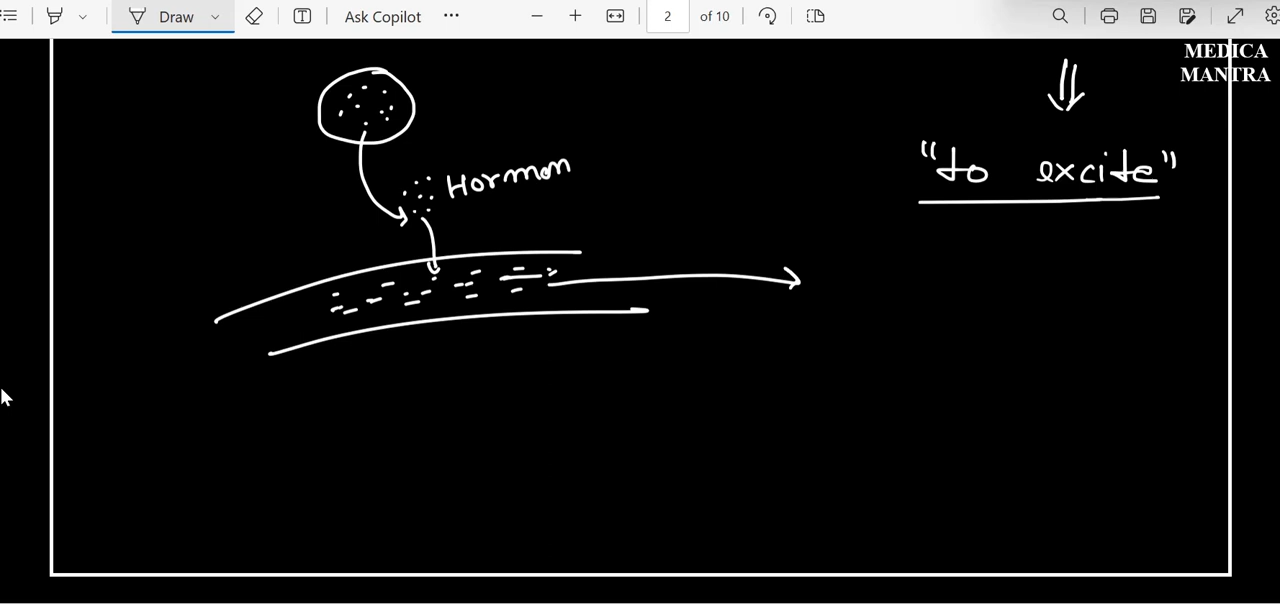 Draw
Ask Copilot
2 of 10
MEDICA
MANTRA
"to excite"
Hormon